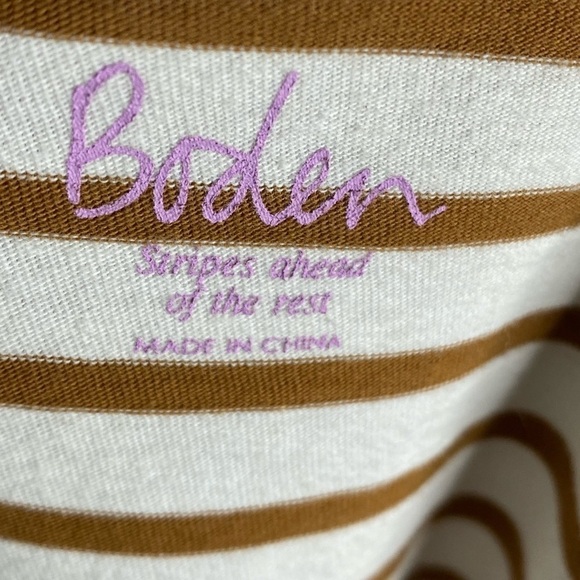 Boden
Stripes ahead
of the rest
MADE IN CHINA